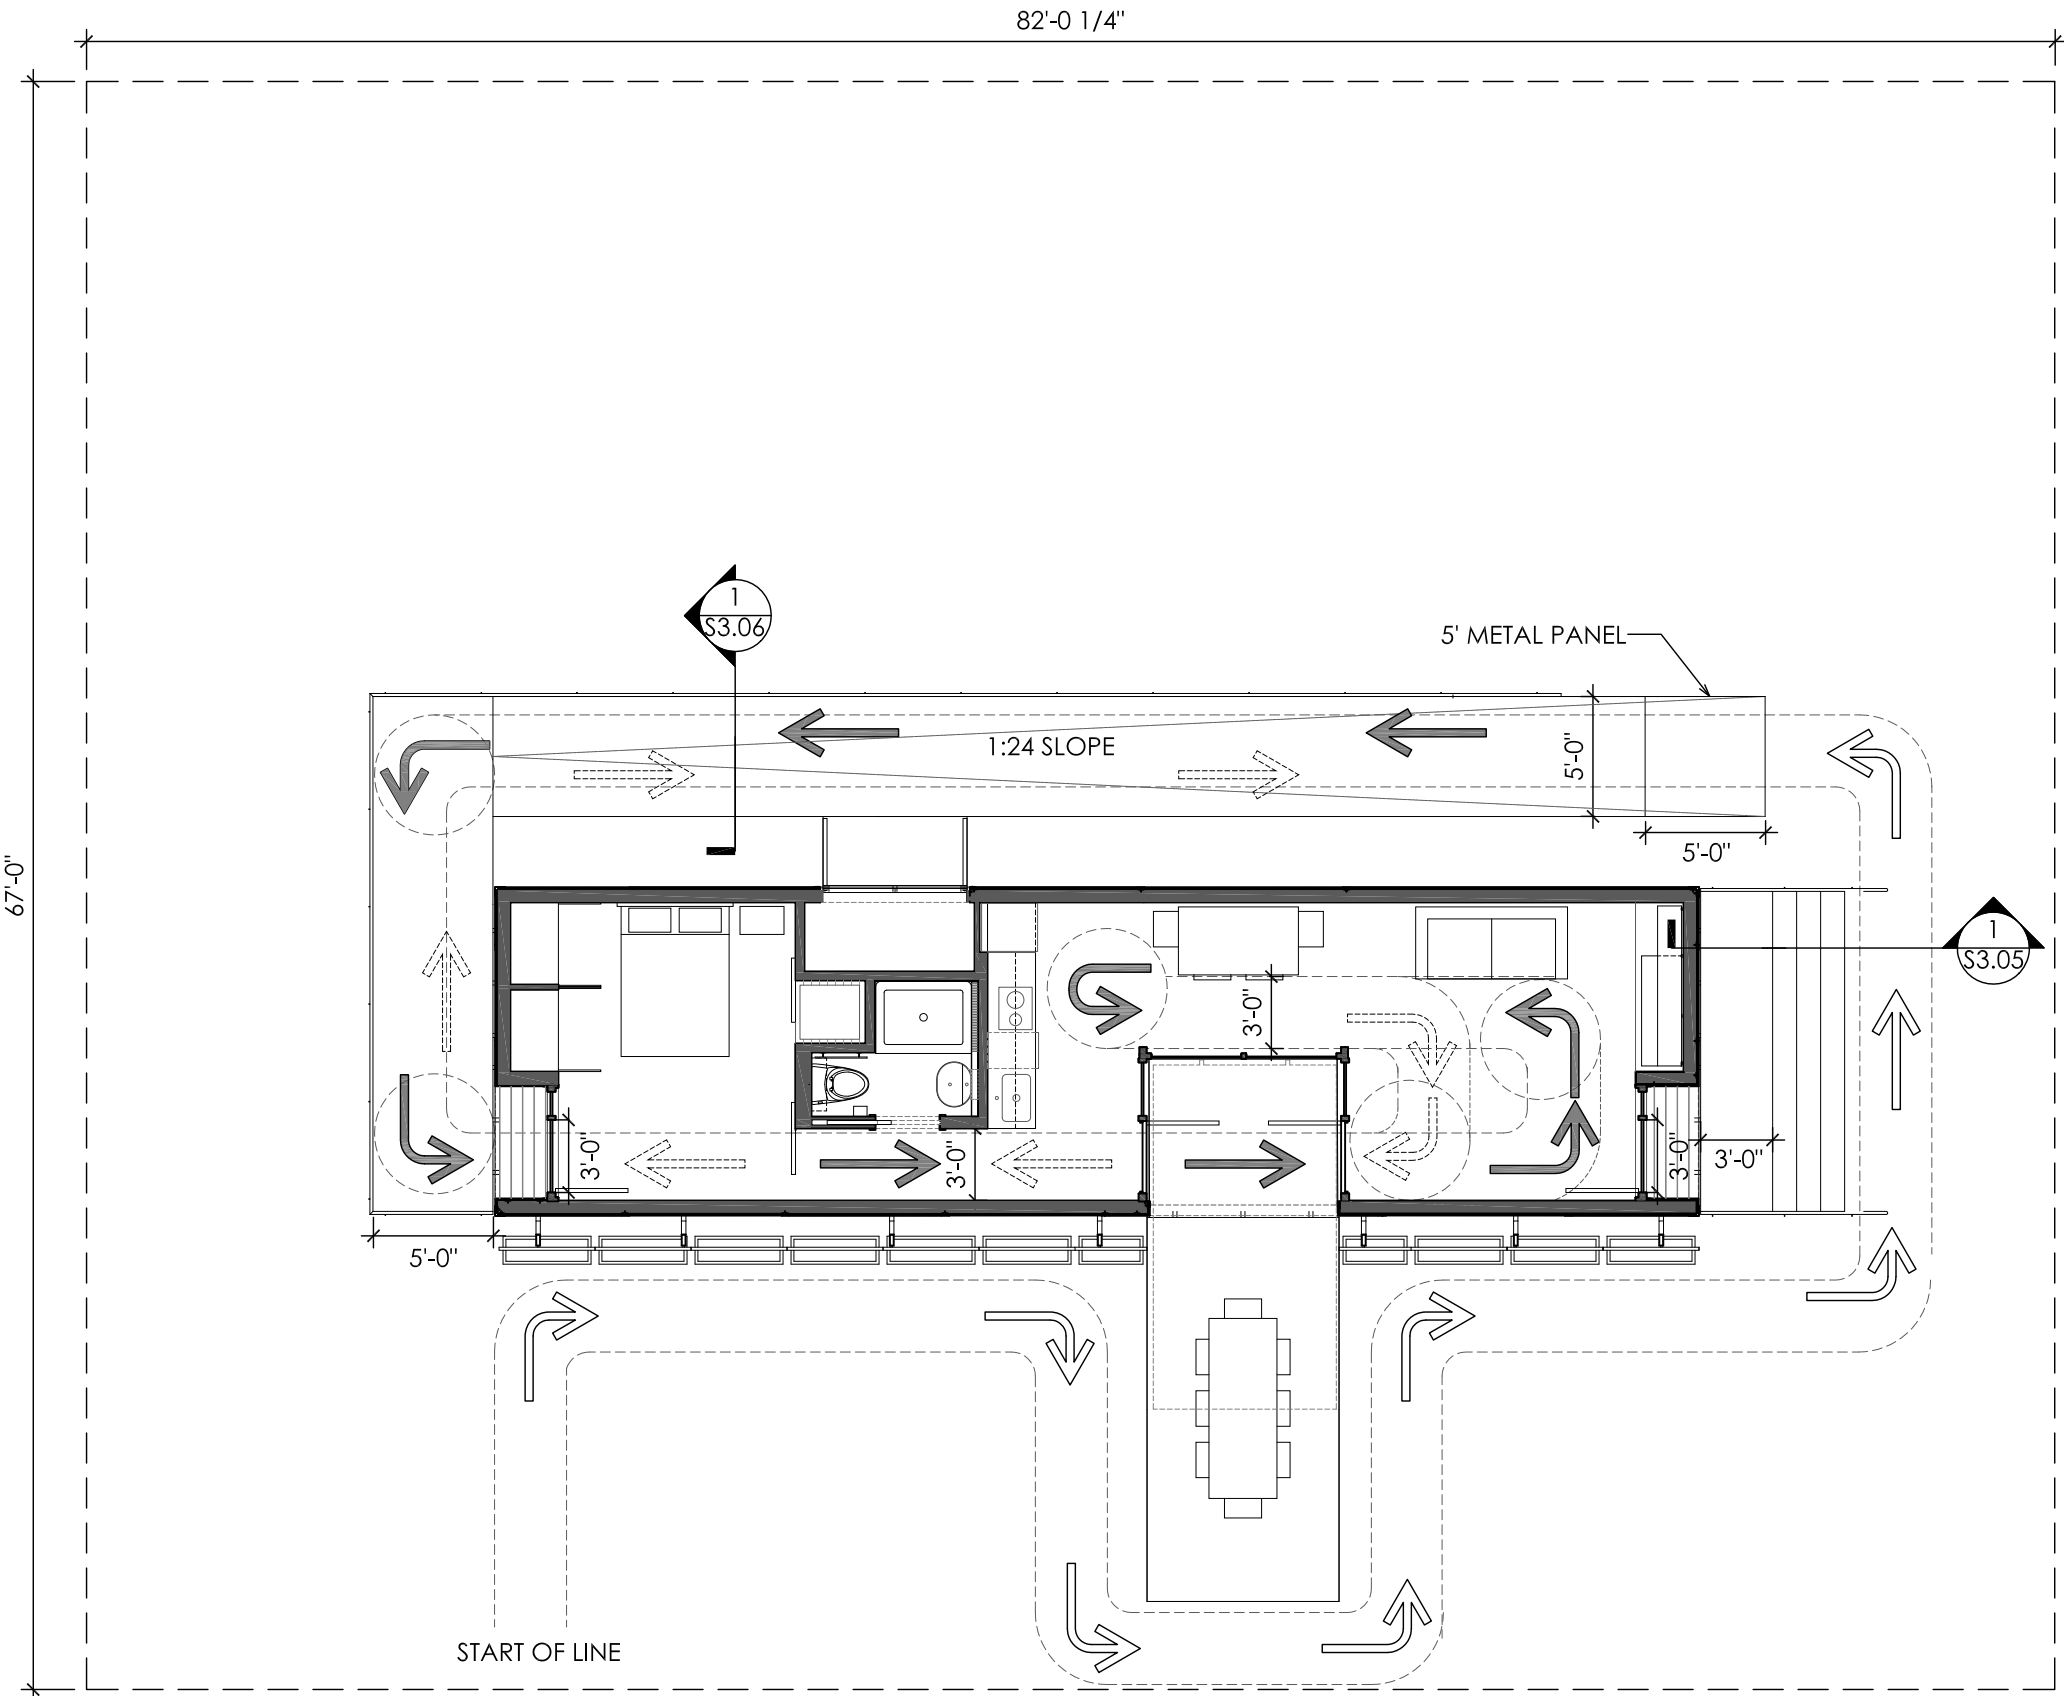 82'-0 1/4"
67'-0"
1
S3.06
5' METAL PANEL
1:24 SLOPE
5'-0"
5'-0"
1
S3.05
3'-0"
3'-0"
3'-0"
3'-0"
3'-0"
5'-0"
START OF LINE